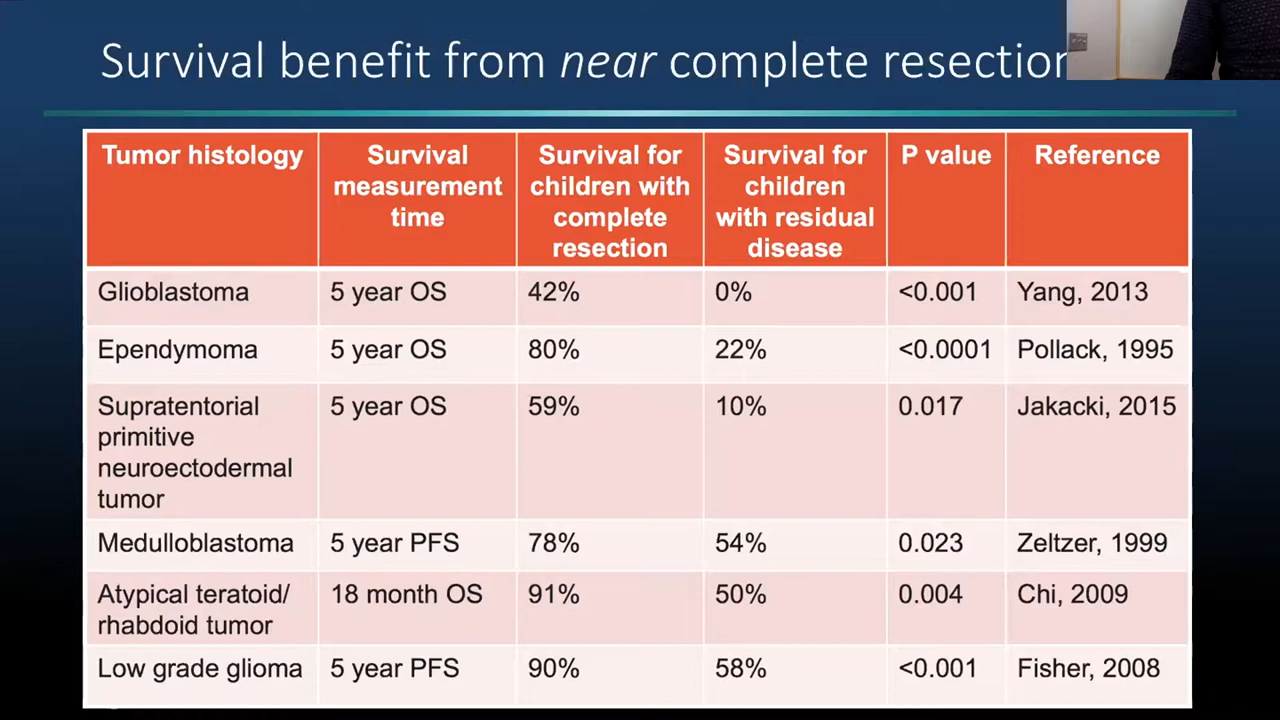 Survival benefit from near complete resection
Tumor histology
Survival measurement time
Survival for children with complete resection
Survival for children with residual disease
P value
Reference
Glioblastoma
5 year OS
42%
0%
<0.001
Yang, 2013
Ependymoma
5 year OS
80%
22%
<0.0001
Pollack, 1995
Supratentorial primitive neuroectodermal tumor
5 year OS
59%
10%
0.017
Jakacki, 2015
Medulloblastoma
5 year PFS
78%
54%
0.023
Zeltzer, 1999
Atypical teratoid/ rhabdoid tumor
18 month OS
91%
50%
0.004
Chi, 2009
Low grade glioma
5 year PFS
90%
58%
<0.001
Fisher, 2008